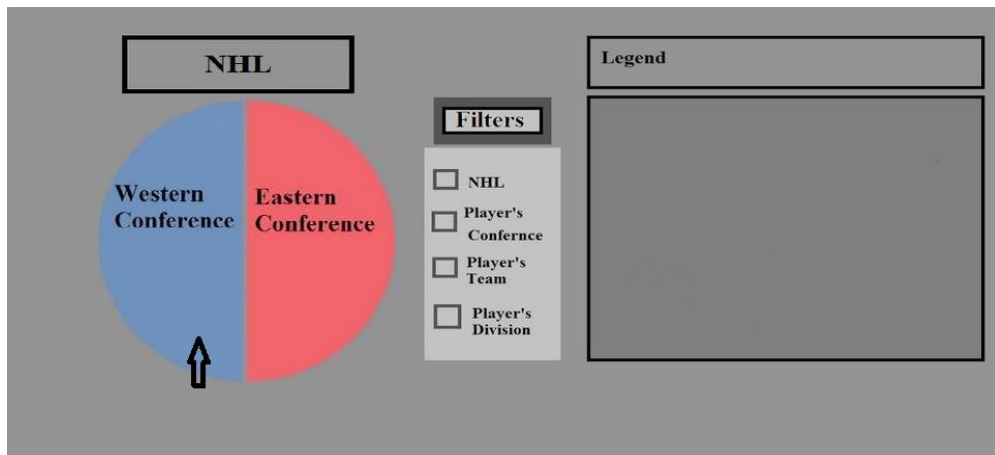 NHL
Western
Conference
Eastern
Conference
Filters
NHL
Player's
Confernce
Player's
Team
Player's
Division
Legend